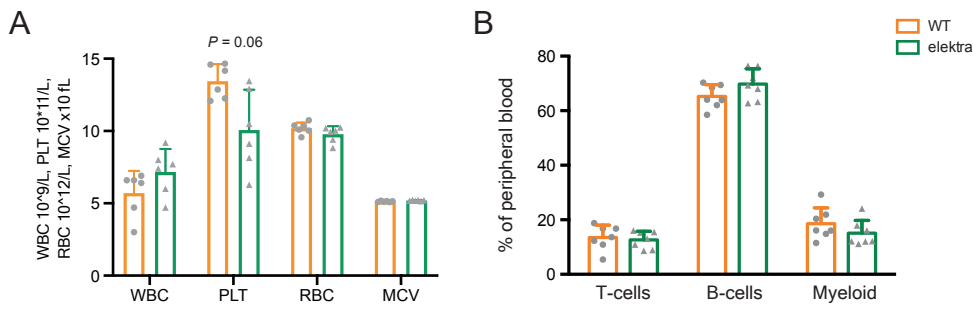 A
WBC 10^9/L, PLT 10*11/L,
RBC 10^12/L, MCV x10 fL
15
10
5
0
P = 0.06
WBC PLT RBC MCV
B
% of peripheral blood
80
60
40
20
0
T-cells B-cells Myeloid
WT
elektra